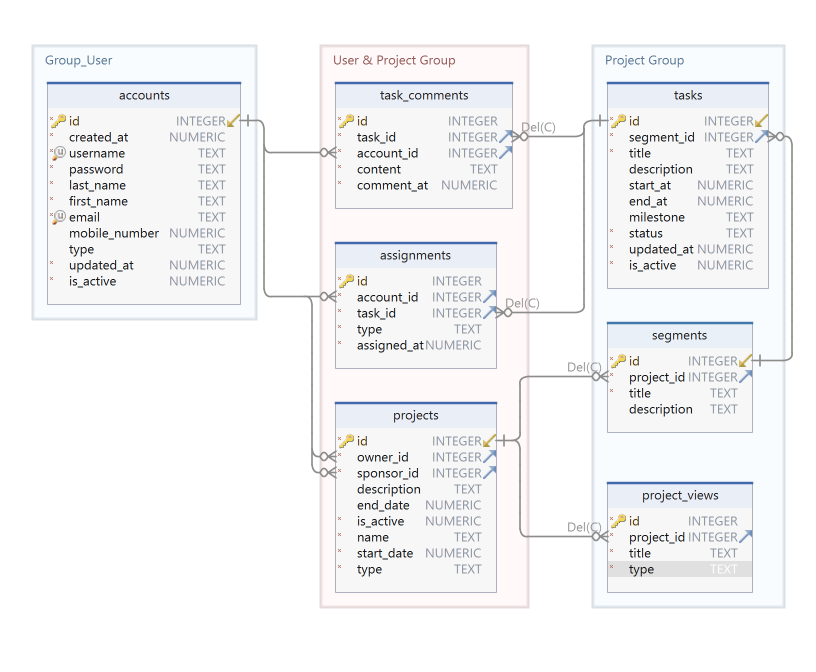 Group_User
accounts
id INTEGER
created_at NUMERIC
username TEXT
password TEXT
last_name TEXT
first_name TEXT
email TEXT
mobile_number NUMERIC
type TEXT
updated_at NUMERIC
is_active NUMERIC
User & Project Group
task_comments
id INTEGER
task_id INTEGER
account_id INTEGER
content TEXT
comment_at NUMERIC
Del(C)
assignments
id INTEGER
account_id INTEGER
task_id INTEGER
type TEXT
assigned_at NUMERIC
Del(C)
projects
id INTEGER
owner_id INTEGER
sponsor_id INTEGER
description TEXT
end_date NUMERIC
is_active NUMERIC
name TEXT
start_date NUMERIC
type TEXT
Project Group
tasks
id INTEGER
segment_id INTEGER
title TEXT
description TEXT
start_at NUMERIC
end_at NUMERIC
milestone TEXT
status TEXT
updated_at NUMERIC
is_active NUMERIC
segments
id INTEGER
Del(C)
project_id INTEGER
title TEXT
description TEXT
project_views
id INTEGER
Del(C)
project_id INTEGER
title TEXT
type TEXT